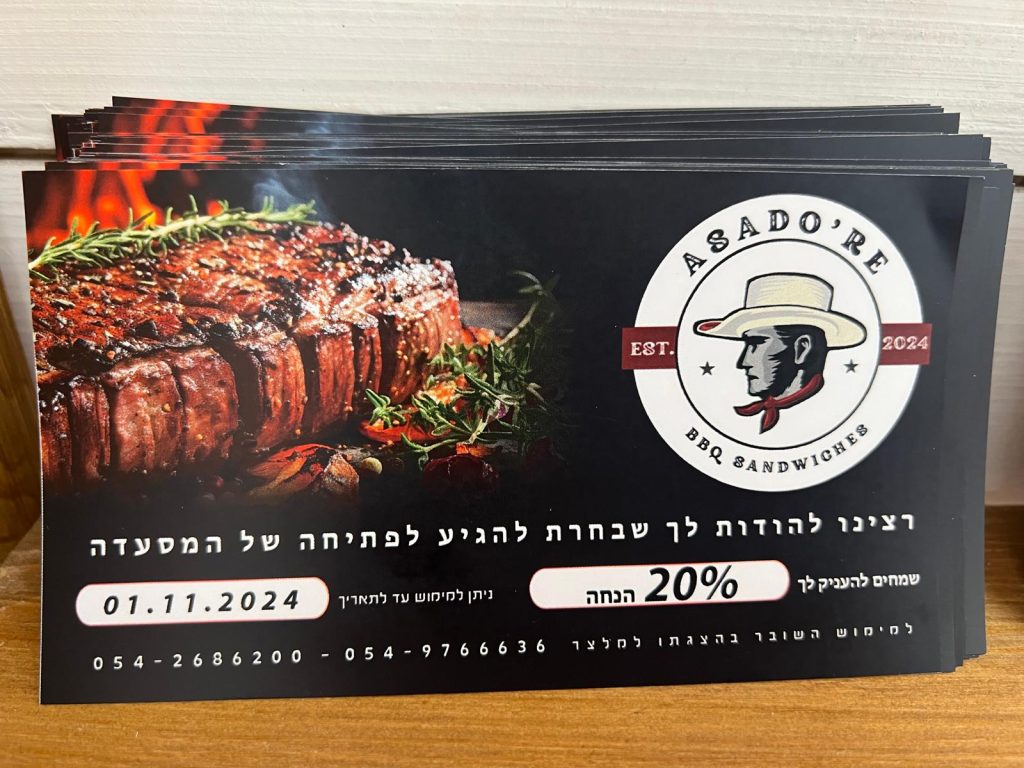 ASADO'RE
EST. 2024
BBQ SANDWICHES
רצינו להודות לך שבחרת להגיע לפתיחה של המסעדה
שמחים להעניק לך 20% הנחה
ניתן למימוש עד לתאריך 01.11.2024
למימוש השובר בהצגתו למלצר 054-2686200 - 054-9766636